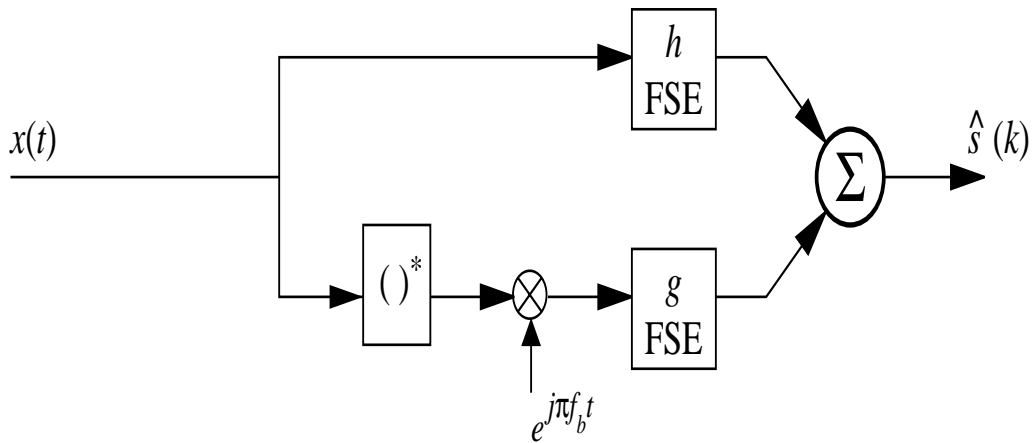 x(t)
h
FSE
( )*
g
FSE
e^{jπf_b t}
Σ
ŝ (k)